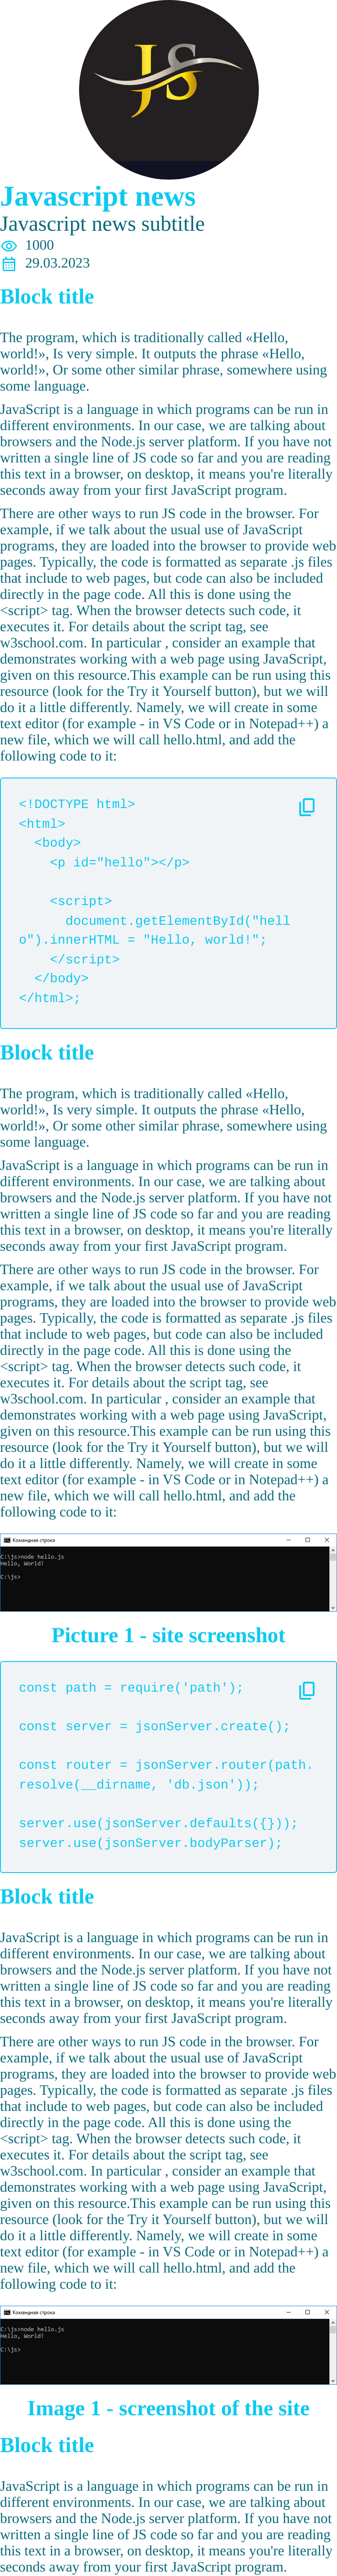 JS
Javascript news
Javascript news subtitle
1000
29.03.2023
Block title
The program, which is traditionally called «Hello,
world!», Is very simple. It outputs the phrase «Hello,
world!», Or some other similar phrase, somewhere using
some language.
JavaScript is a language in which programs can be run in
different environments. In our case, we are talking about
browsers and the Node.js server platform. If you have not
written a single line of JS code so far and you are reading
this text in a browser, on desktop, it means you're literally
seconds away from your first JavaScript program.
There are other ways to run JS code in the browser. For
example, if we talk about the usual use of JavaScript
programs, they are loaded into the browser to provide web
pages. Typically, the code is formatted as separate .js files
that include to web pages, but code can also be included
directly in the page code. All this is done using the
<script> tag. When the browser detects such code, it
executes it. For details about the script tag, see
w3school.com. In particular , consider an example that
demonstrates working with a web page using JavaScript,
given on this resource.This example can be run using this
resource (look for the Try it Yourself button), but we will
do it a little differently. Namely, we will create in some
text editor (for example - in VS Code or in Notepad++) a
new file, which we will call hello.html, and add the
following code to it:
<!DOCTYPE html>
<html>
  <body>
    <p id="hello"></p>
    <script>
      document.getElementById("hell
o").innerHTML = "Hello, world!";
    </script>
  </body>
</html>;
Block title
The program, which is traditionally called «Hello,
world!», Is very simple. It outputs the phrase «Hello,
world!», Or some other similar phrase, somewhere using
some language.
JavaScript is a language in which programs can be run in
different environments. In our case, we are talking about
browsers and the Node.js server platform. If you have not
written a single line of JS code so far and you are reading
this text in a browser, on desktop, it means you're literally
seconds away from your first JavaScript program.
There are other ways to run JS code in the browser. For
example, if we talk about the usual use of JavaScript
programs, they are loaded into the browser to provide web
pages. Typically, the code is formatted as separate .js files
that include to web pages, but code can also be included
directly in the page code. All this is done using the
<script> tag. When the browser detects such code, it
executes it. For details about the script tag, see
w3school.com. In particular , consider an example that
demonstrates working with a web page using JavaScript,
given on this resource.This example can be run using this
resource (look for the Try it Yourself button), but we will
do it a little differently. Namely, we will create in some
text editor (for example - in VS Code or in Notepad++) a
new file, which we will call hello.html, and add the
following code to it:
Командная строка
C:\js>node hello.js
Hello, World!
C:\js>
Picture 1 - site screenshot
const path = require('path');
const server = jsonServer.create();
const router = jsonServer.router(path.
resolve(__dirname, 'db.json'));
server.use(jsonServer.defaults({}));
server.use(jsonServer.bodyParser);
Block title
JavaScript is a language in which programs can be run in
different environments. In our case, we are talking about
browsers and the Node.js server platform. If you have not
written a single line of JS code so far and you are reading
this text in a browser, on desktop, it means you're literally
seconds away from your first JavaScript program.
There are other ways to run JS code in the browser. For
example, if we talk about the usual use of JavaScript
programs, they are loaded into the browser to provide web
pages. Typically, the code is formatted as separate .js files
that include to web pages, but code can also be included
directly in the page code. All this is done using the
<script> tag. When the browser detects such code, it
executes it. For details about the script tag, see
w3school.com. In particular , consider an example that
demonstrates working with a web page using JavaScript,
given on this resource.This example can be run using this
resource (look for the Try it Yourself button), but we will
do it a little differently. Namely, we will create in some
text editor (for example - in VS Code or in Notepad++) a
new file, which we will call hello.html, and add the
following code to it:
Командная строка
C:\js>node hello.js
Hello, World!
C:\js>
Image 1 - screenshot of the site
Block title
JavaScript is a language in which programs can be run in
different environments. In our case, we are talking about
browsers and the Node.js server platform. If you have not
written a single line of JS code so far and you are reading
this text in a browser, on desktop, it means you're literally
seconds away from your first JavaScript program.